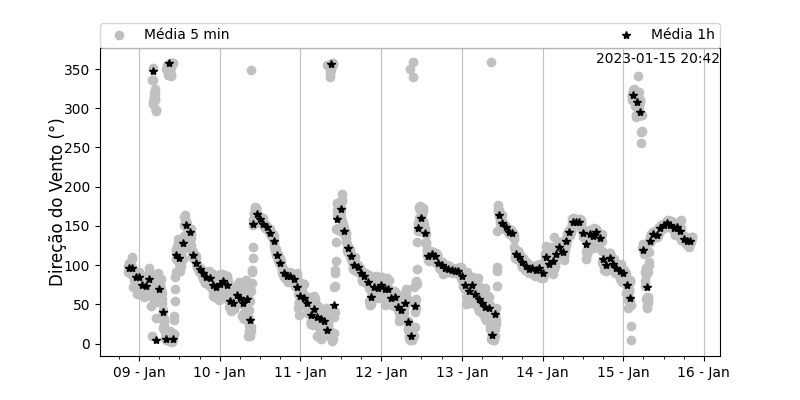 Média 5 min
Média 1h
2023-01-15 20:42
Direção do Vento (°)
350
300
250
200
150
100
50
0
09 - Jan
10 - Jan
11 - Jan
12 - Jan
13 - Jan
14 - Jan
15 - Jan
16 - Jan